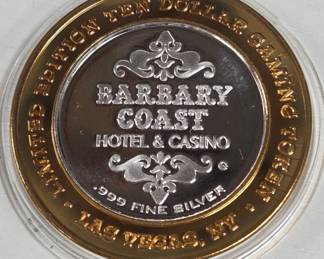 LIMITED EDITION TEN DOLLAR GAMING TOKEN
BARBARY
COAST
HOTEL & CASINO
G
.999 FINE SILVER
• LAS VEGAS, NV •